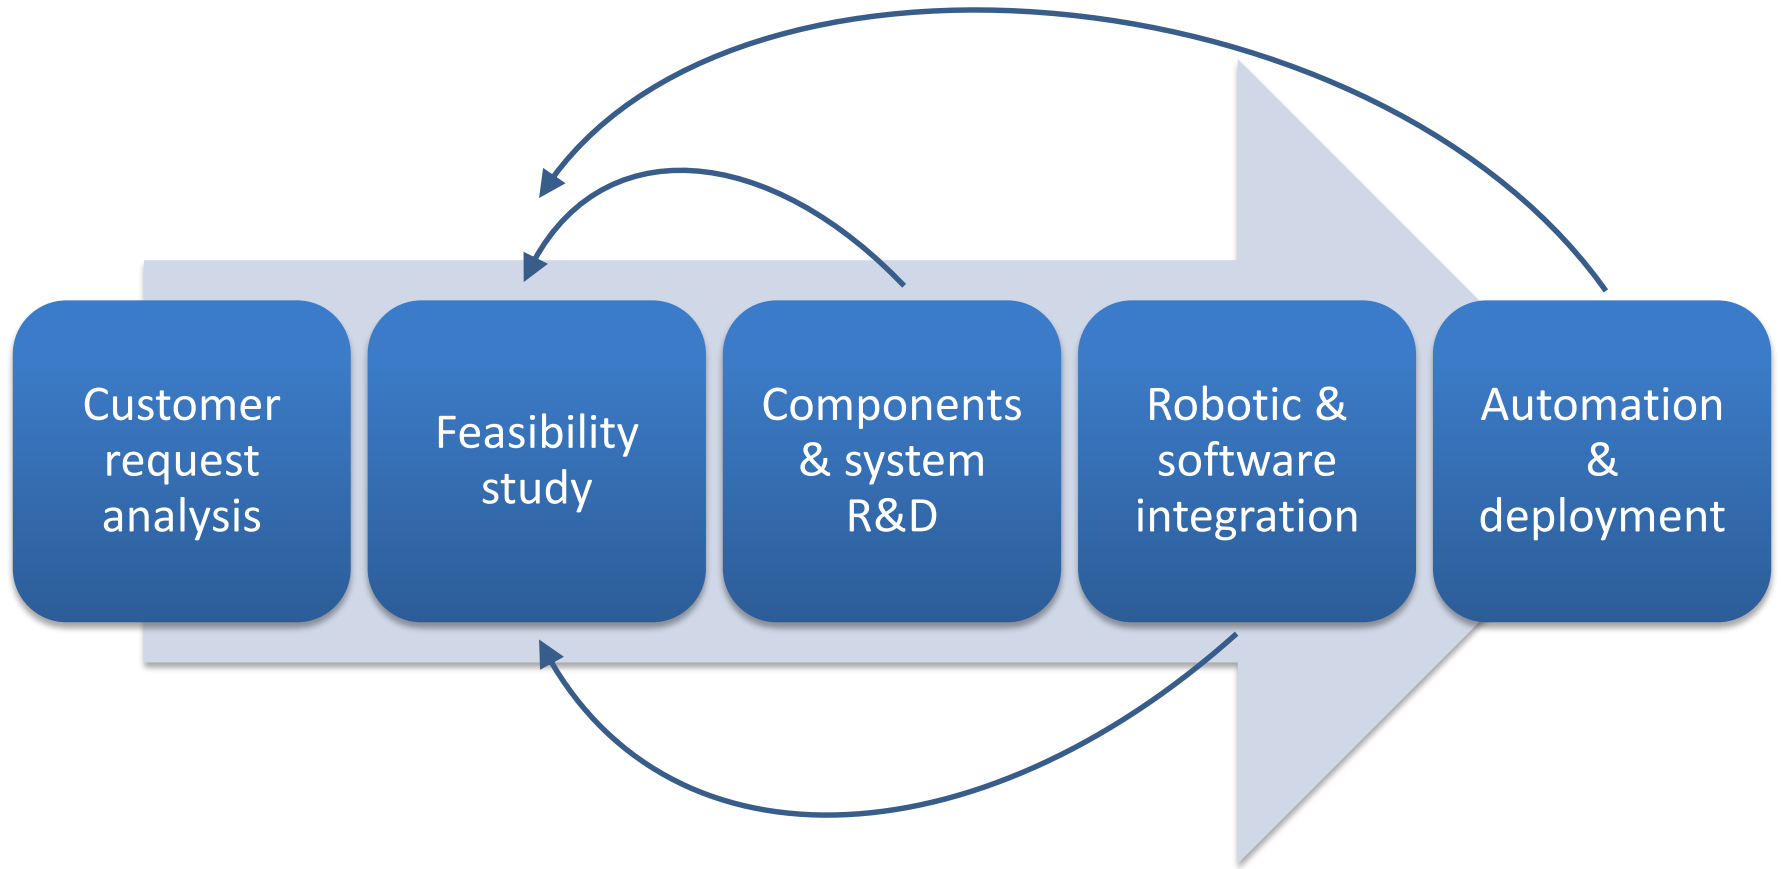 Customer
request
analysis
Feasibility
study
Components
& system
R&D
Robotic &
software
integration
Automation
&
deployment